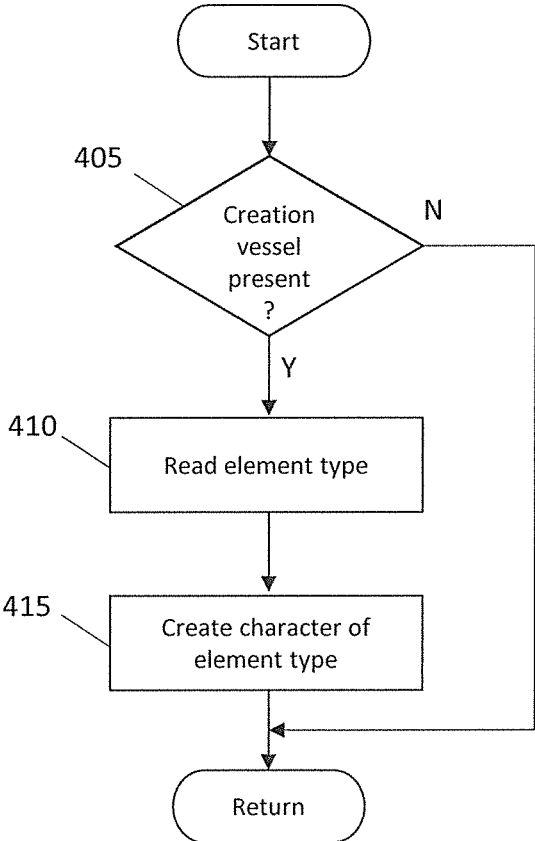 Start
405
Creation
vessel
present
?
N
Y
410
Read element type
415
Create character of
element type
Return